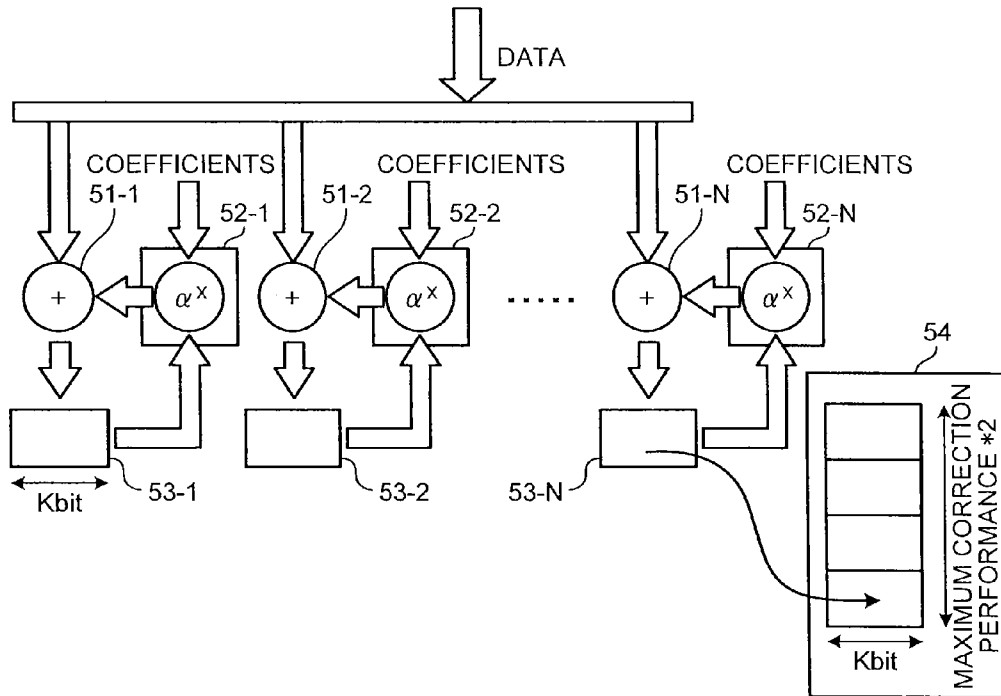 DATA
COEFFICIENTS
COEFFICIENTS
COEFFICIENTS
51-1
52-1
51-2
52-2
51-N
52-N
+
α^x
+
α^x
.....
+
α^x
54
53-1
Kbit
53-2
53-N
MAXIMUM CORRECTION
PERFORMANCE *2
Kbit